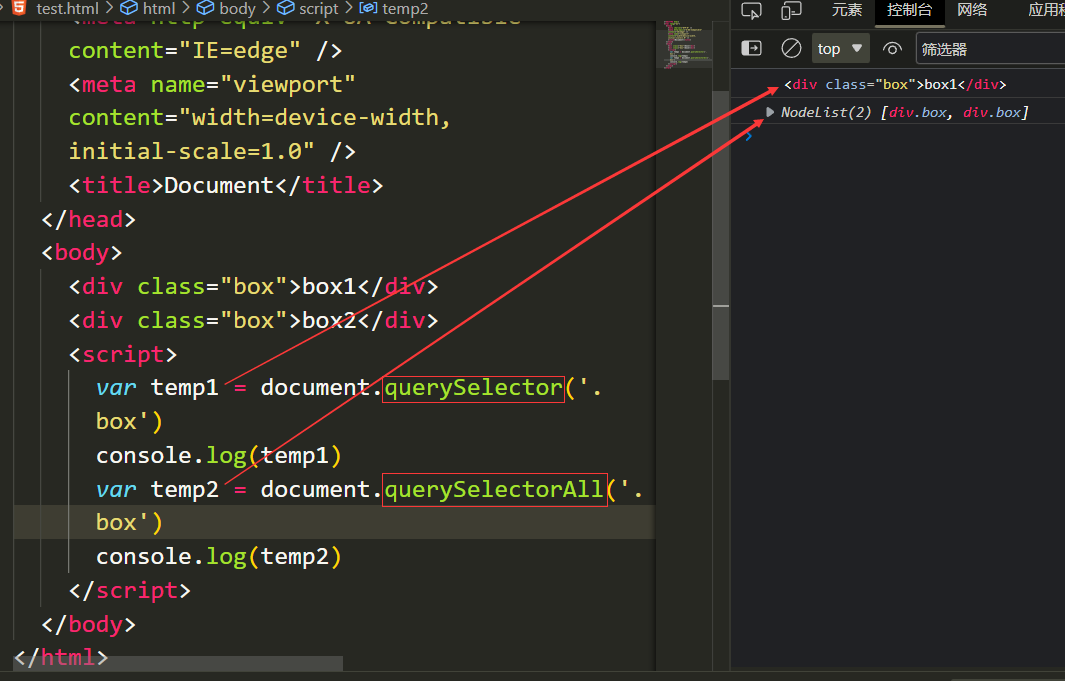 test.html > html > body > script > temp2
<meta http-equiv="X-UA-Compatible"
content="IE=edge" />
<meta name="viewport"
content="width=device-width,
initial-scale=1.0" />
<title>Document</title>
</head>
<body>
<div class="box">box1</div>
<div class="box">box2</div>
<script>
var temp1 = document.querySelector('.
box')
console.log(temp1)
var temp2 = document.querySelectorAll('.
box')
console.log(temp2)
</script>
</body>
</html>
元素 控制台 网络
top ▼ 筛选器
<div class="box">box1</div>
▶ NodeList(2) [div.box, div.box]
>